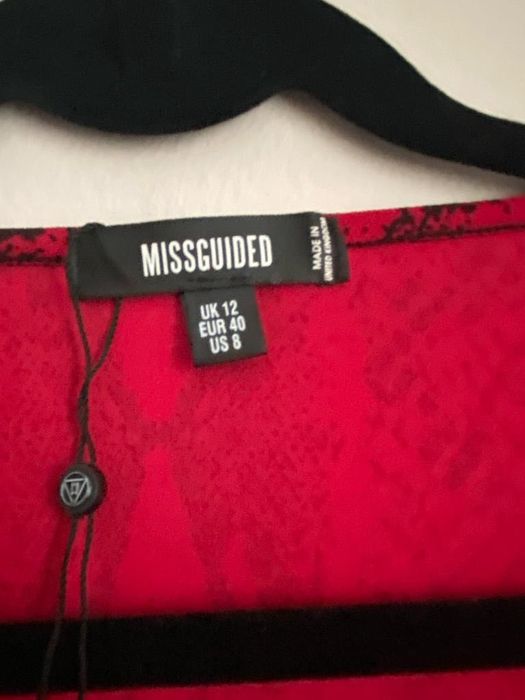 MISSGUIDED
MADE IN
UNITED KINGDOM
UK 12
EUR 40
US 8